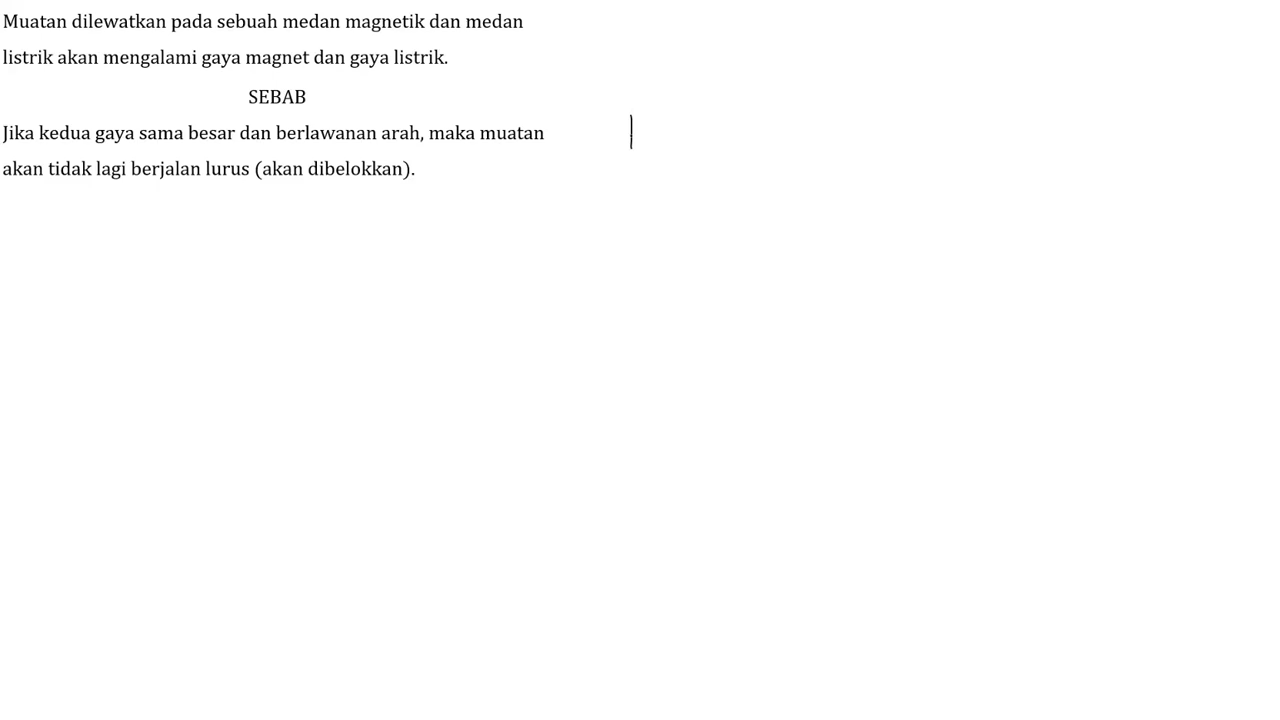 Muatan dilewatkan pada sebuah medan magnetik dan medan
listrik akan mengalami gaya magnet dan gaya listrik.
SEBAB
Jika kedua gaya sama besar dan berlawanan arah, maka muatan
akan tidak lagi berjalan lurus (akan dibelokkan).